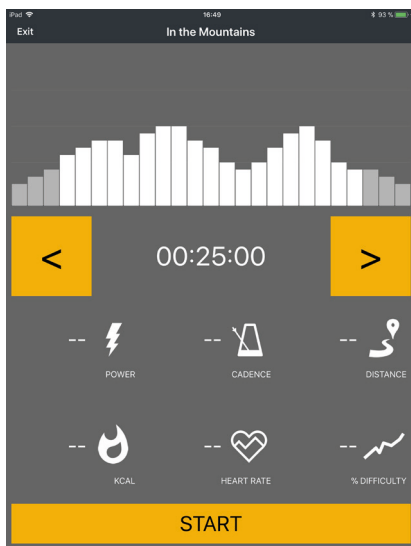 iPad 16:49 93 %
Exit In the Mountains
< 00:25:00 >
-- -- --
POWER CADENCE DISTANCE
-- -- --
KCAL HEART RATE % DIFFICULTY
START